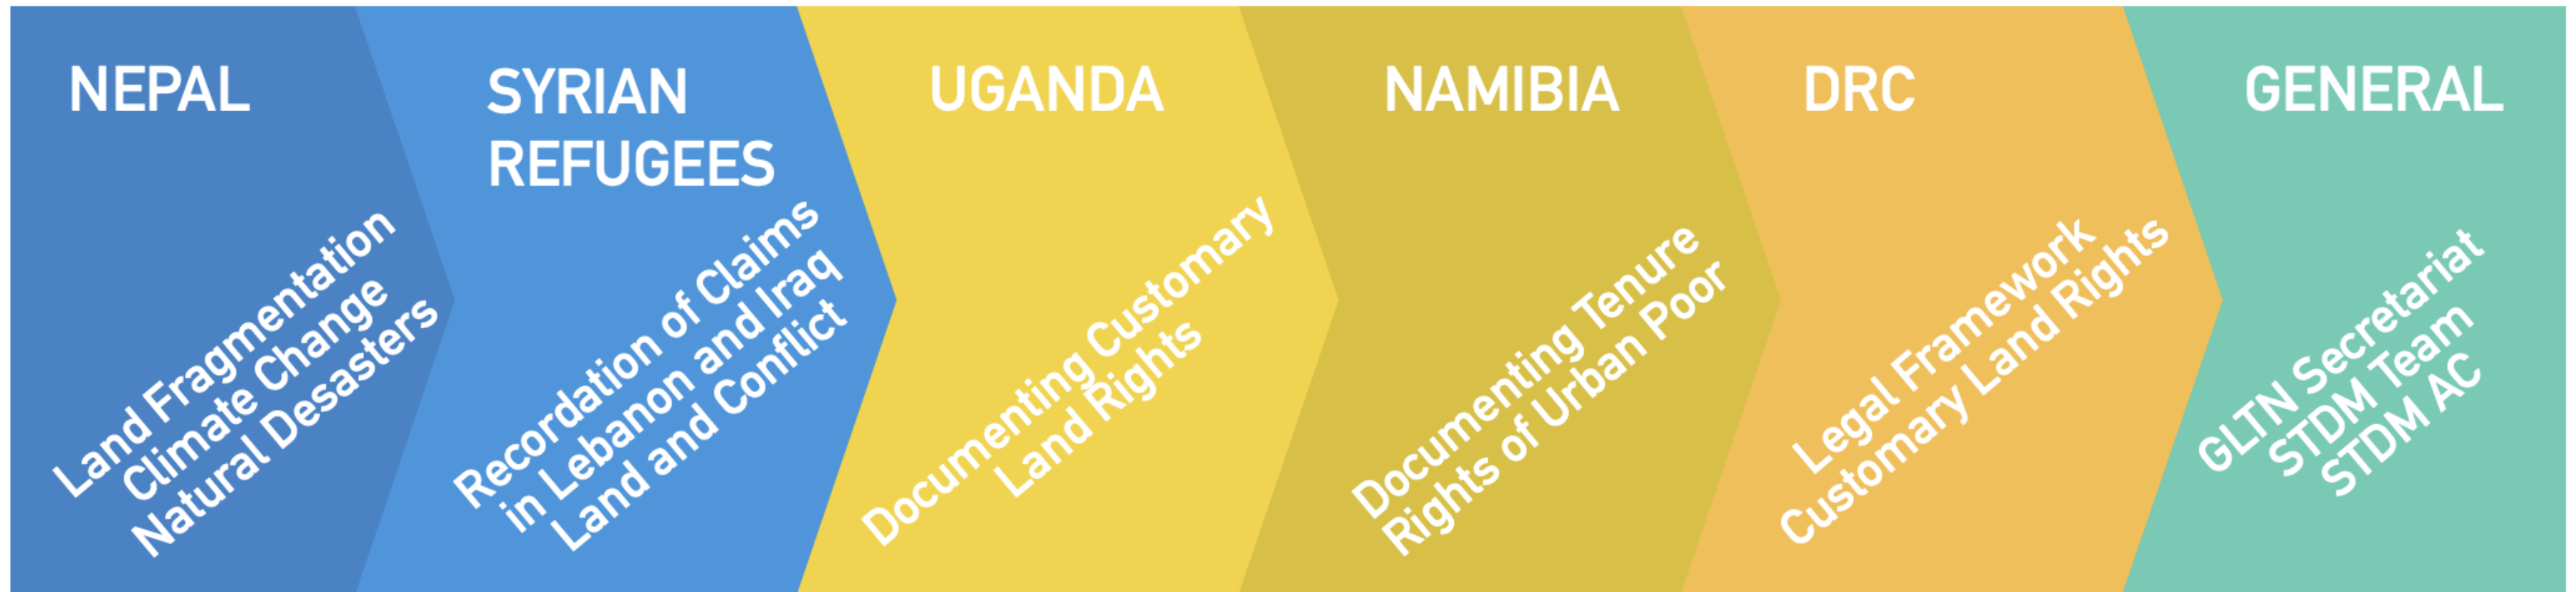 NEPAL
Land Fragmentation
Climate Change
Natural Desasters
SYRIAN
REFUGEES
Recordation of Claims
in Lebanon and Iraq
Land and Conflict
UGANDA
Documenting Customary
Land Rights
NAMIBIA
Documenting Tenure
Rights of Urban Poor
DRC
Legal Framework
Customary Land Rights
GENERAL
GLTN Secretariat
STDM Team
STDM AC